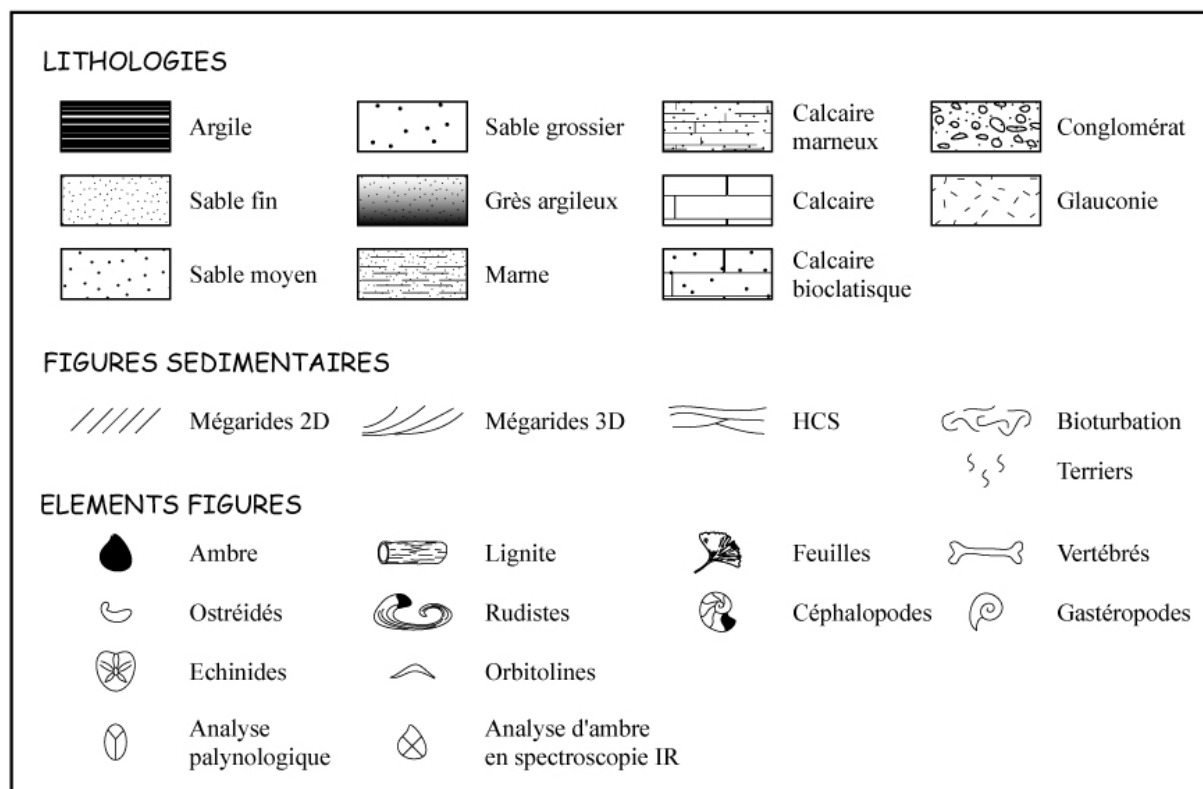 LITHOLOGIES
Argile
Sable grossier
Calcaire
marneux
Conglomérat
Sable fin
Grès argileux
Calcaire
Glauconie
Sable moyen
Marne
Calcaire
bioclatisque
FIGURES SEDIMENTAIRES
Mégarides 2D
Mégarides 3D
HCS
Bioturbation
Terriers
ELEMENTS FIGURES
Ambre
Lignite
Feuilles
Vertébrés
Ostréidés
Rudistes
Céphalopodes
Gastéropodes
Echinides
Orbitolines
Analyse
palynologique
Analyse d'ambre
en spectroscopie IR